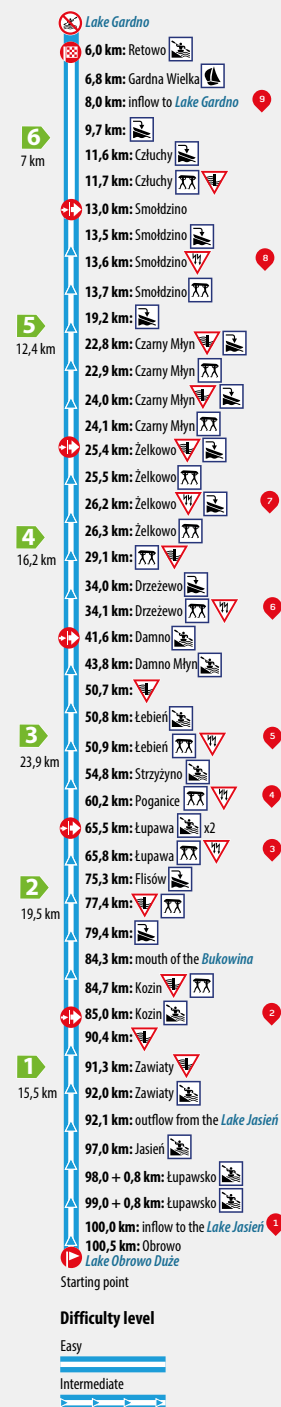 Lake Gardno
6,0 km: Retowo
6,8 km: Gardna Wielka
8,0 km: inflow to Lake Gardno 9
9,7 km:
6
7 km
11,6 km: Człuchy
11,7 km: Człuchy
13,0 km: Smołdzino
13,5 km: Smołdzino
13,6 km: Smołdzino 8
13,7 km: Smołdzino
19,2 km:
5
12,4 km
22,8 km: Czarny Młyn
22,9 km: Czarny Młyn
24,0 km: Czarny Młyn
24,1 km: Czarny Młyn
25,4 km: Żelkowo
25,5 km: Żelkowo
26,2 km: Żelkowo 7
26,3 km: Żelkowo
4
16,2 km
29,1 km:
34,0 km: Drzeżewo
34,1 km: Drzeżewo 6
41,6 km: Damno
43,8 km: Damno Młyn
50,7 km:
50,8 km: Łebień
3
23,9 km
50,9 km: Łebień 5
54,8 km: Strzyżyno
60,2 km: Poganice 4
65,5 km: Łupawa x2
65,8 km: Łupawa 3
75,3 km: Flisów
2
19,5 km
77,4 km:
79,4 km:
84,3 km: mouth of the Bukowina
84,7 km: Kozin
85,0 km: Kozin 2
90,4 km:
1
15,5 km
91,3 km: Zawiaty
92,0 km: Zawiaty
92,1 km: outflow from the Lake Jasień
97,0 km: Jasień
98,0 + 0,8 km: Łupawsko
99,0 + 0,8 km: Łupawsko
100,0 km: inflow to the Lake Jasień 1
100,5 km: Obrowo
Lake Obrowo Duże
Starting point
Difficulty level
Easy
Intermediate